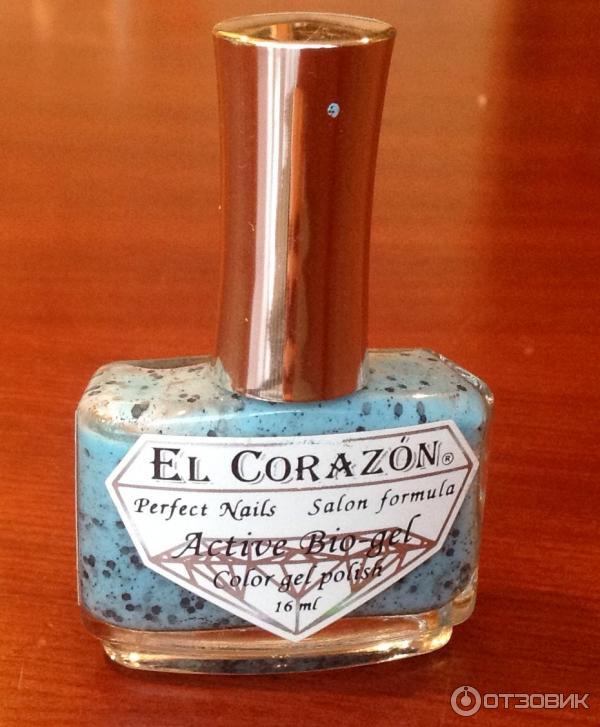 EL CORAZÓN®
Perfect Nails Salon formula
Active Bio-gel
Color gel polish
16 ml
ОТЗОВИК